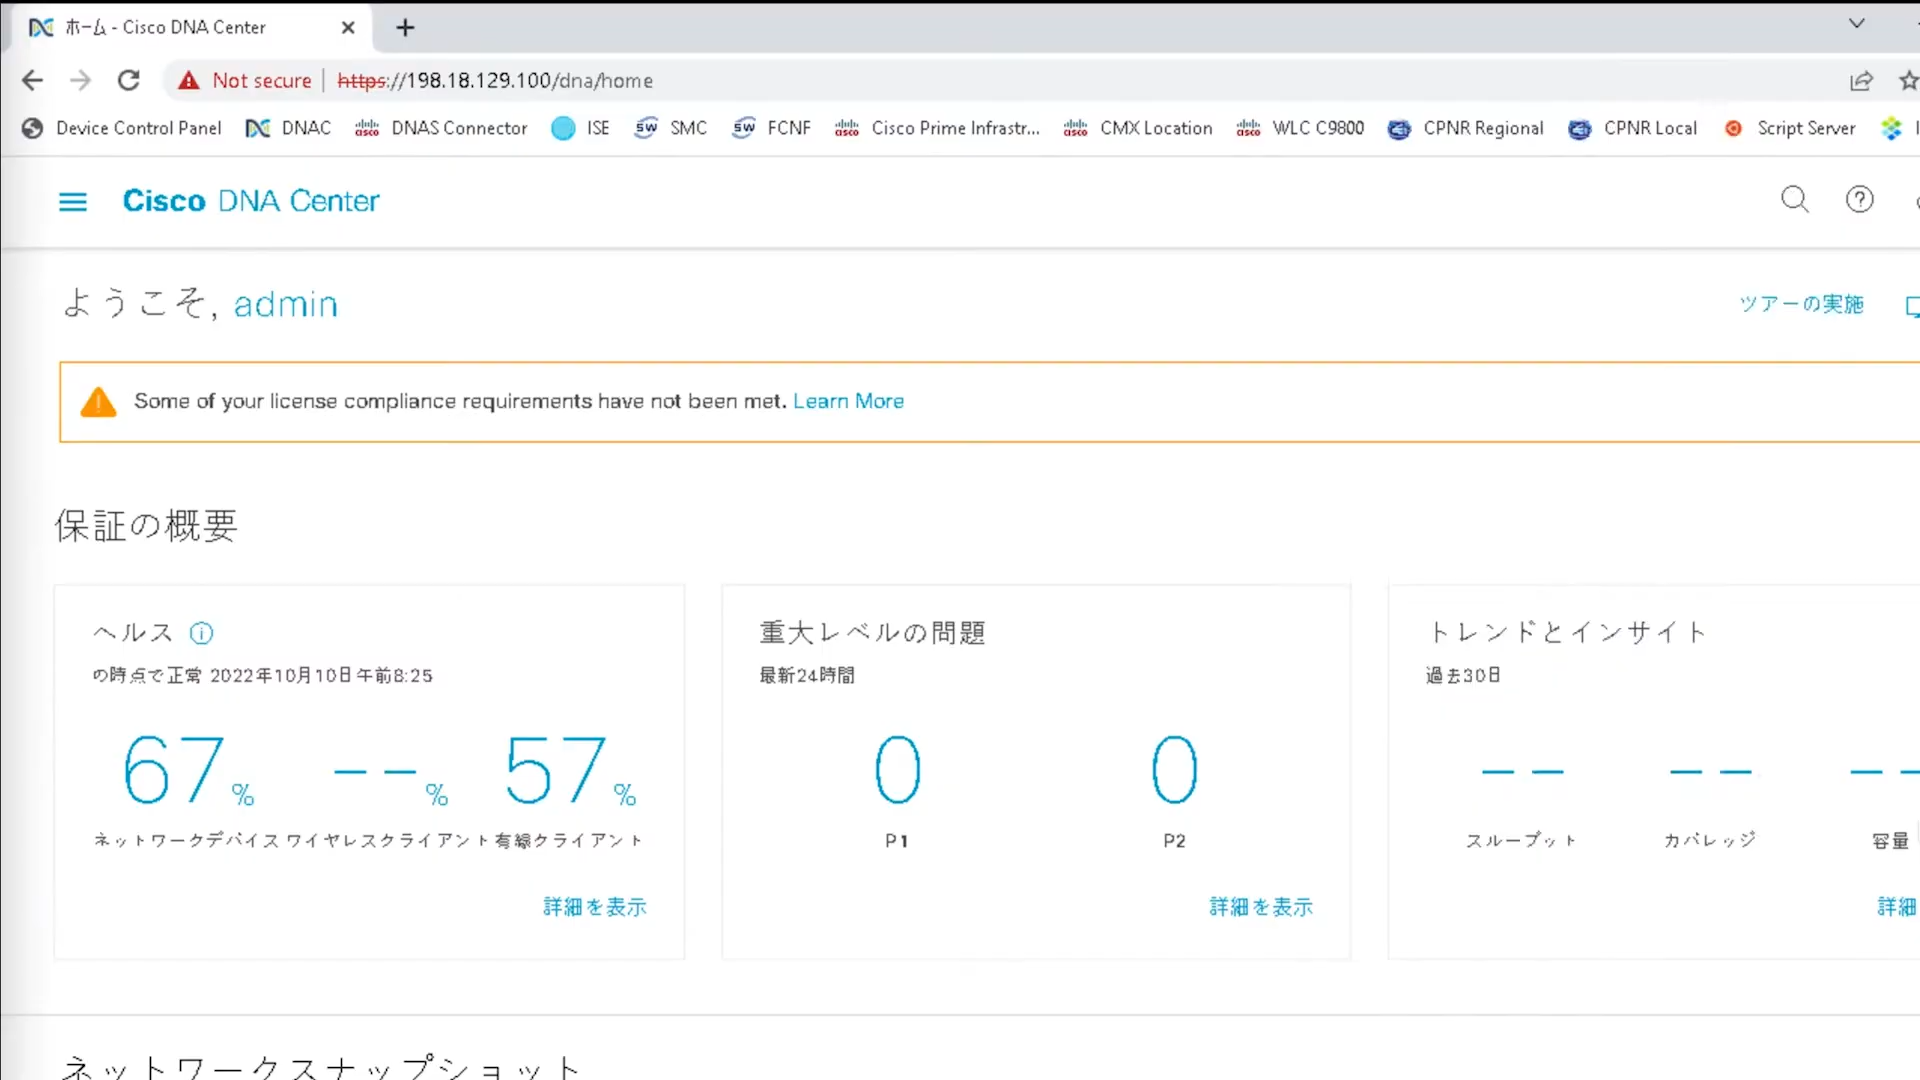 ホーム - Cisco DNA Center
Not secure https://198.18.129.100/dna/home
Device Control Panel DNAC DNAS Connector ISE SMC FCNF Cisco Prime Infrastr... CMX Location WLC C9800 CPNR Regional CPNR Local Script Server
Cisco DNA Center
ようこそ, admin ツアーの実施
Some of your license compliance requirements have not been met. Learn More
保証の概要
ヘルス
の時点で正常 2022年10月10日 午前8:25
67% --% 57%
ネットワークデバイス ワイヤレスクライアント 有線クライアント
詳細を表示
重大レベルの問題
最新24時間
0 0
P1 P2
詳細を表示
トレンドとインサイト
過去30日
-- -- --
スループット カバレッジ 容量
詳細
ネットワークスナップショット